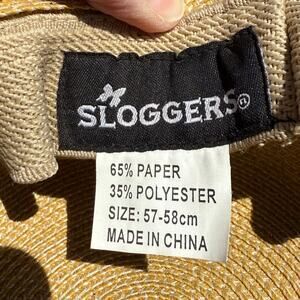 SLOGGERS®
65% PAPER
35% POLYESTER
SIZE: 57-58cm
MADE IN CHINA